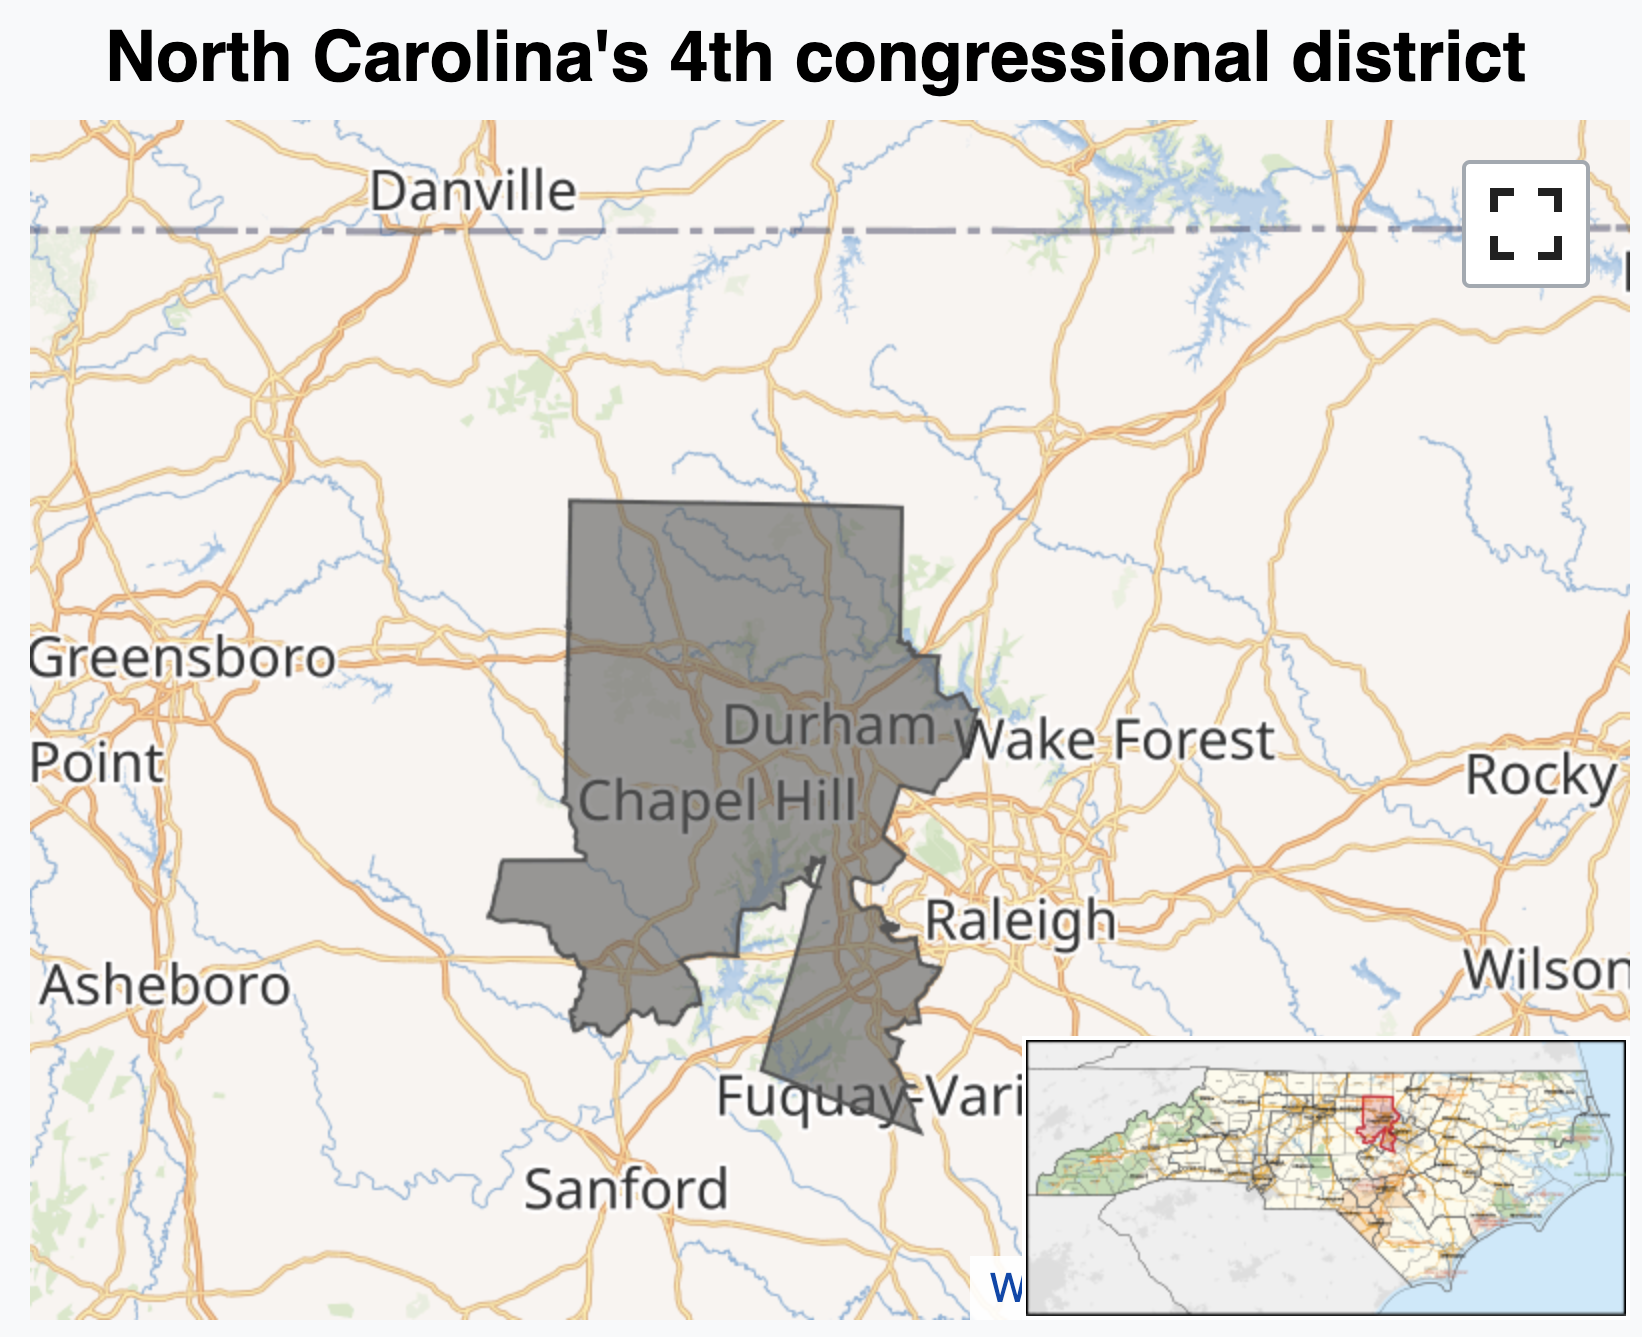 North Carolina's 4th congressional district
Danville
Greensboro
Durham
Wake Forest
Point
Chapel Hill
Rocky
Raleigh
Asheboro
Wilson
Fuquay-Vari
Sanford
W